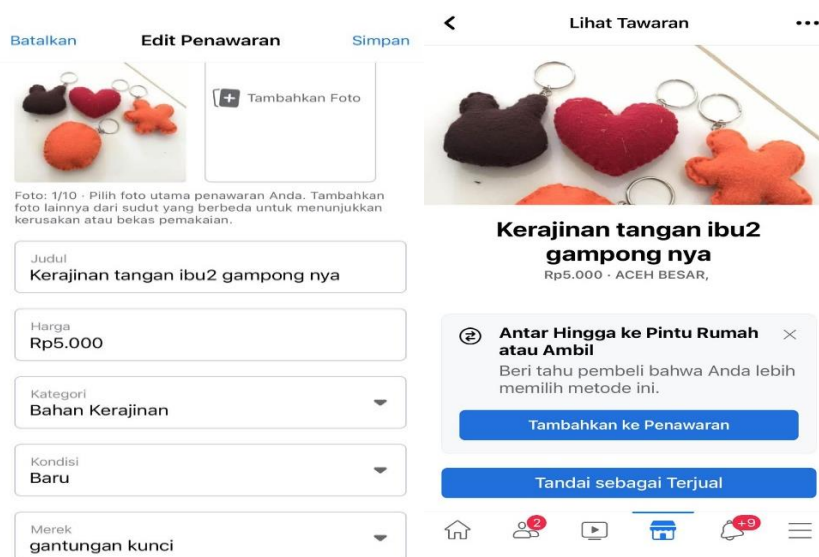 Batalkan Edit Penawaran Simpan
Tambahkan Foto
Foto: 1/10 · Pilih foto utama penawaran Anda. Tambahkan
foto lainnya dari sudut yang berbeda untuk menunjukkan
kerusakan atau bekas pemakaian.
Judul
Kerajinan tangan ibu2 gampong nya
Harga
Rp5.000
Kategori
Bahan Kerajinan
Kondisi
Baru
Merek
gantungan kunci
Lihat Tawaran
Kerajinan tangan ibu2
gampong nya
Rp5.000 · ACEH BESAR,
Antar Hingga ke Pintu Rumah
atau Ambil
Beri tahu pembeli bahwa Anda lebih
memilih metode ini.
Tambahkan ke Penawaran
Tandai sebagai Terjual
2 +9